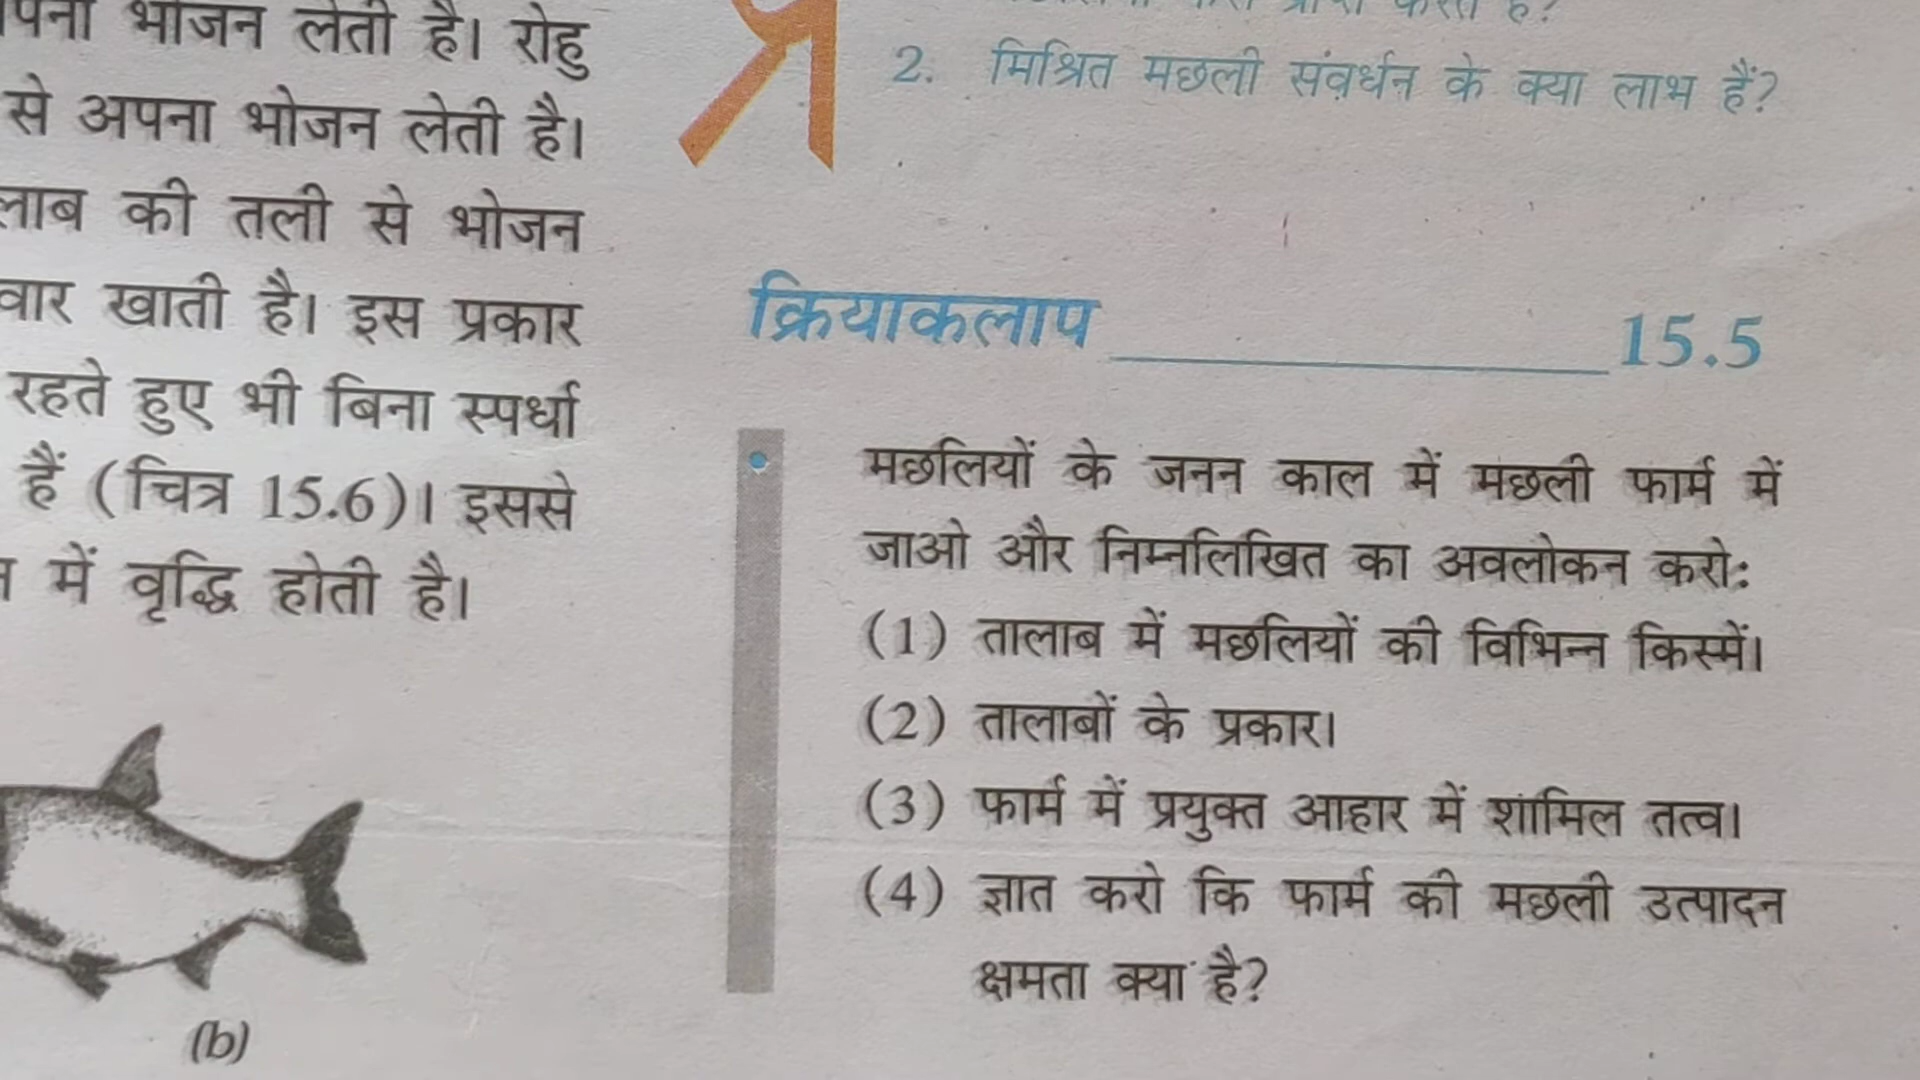 भोजन लेती है। रोहु
से अपना भोजन लेती है।
की तली से भोजन
खाती है। इस प्रकार
रहते हुए भी बिना स्पर्धा
हैं (चित्र 15.6)। इससे
में वृद्धि होती है।
(b)
2. मिश्रित मछली संवर्धन के क्या लाभ हैं?
क्रियाकलाप 15.5
• मछलियों के जनन काल में मछली फार्म में
जाओ और निम्नलिखित का अवलोकन करोः
(1) तालाब में मछलियों की विभिन्न किस्में।
(2) तालाबों के प्रकार।
(3) फार्म में प्रयुक्त आहार में शामिल तत्व।
(4) ज्ञात करो कि फार्म की मछली उत्पादन
क्षमता क्या है?